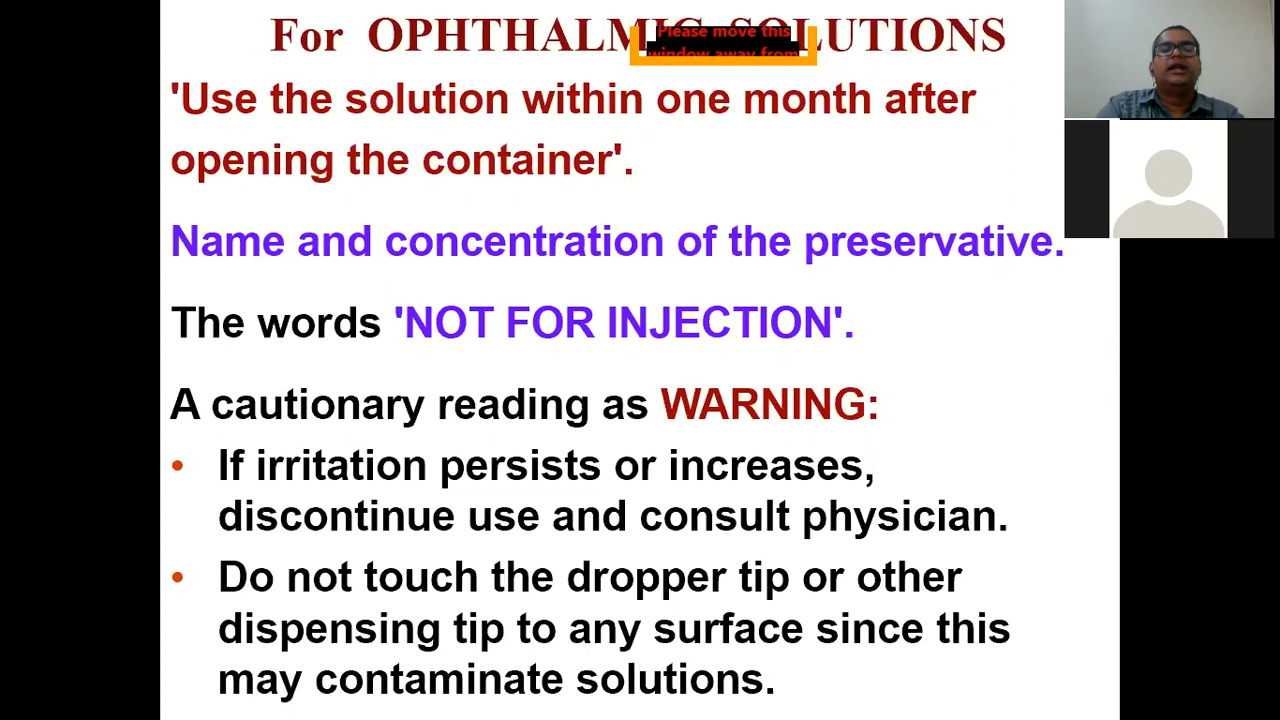 For OPHTHALMIC SOLUTIONS
Please move this
window away from
'Use the solution within one month after
opening the container'.
Name and concentration of the preservative.
The words 'NOT FOR INJECTION'.
A cautionary reading as WARNING:
• If irritation persists or increases,
discontinue use and consult physician.
• Do not touch the dropper tip or other
dispensing tip to any surface since this
may contaminate solutions.